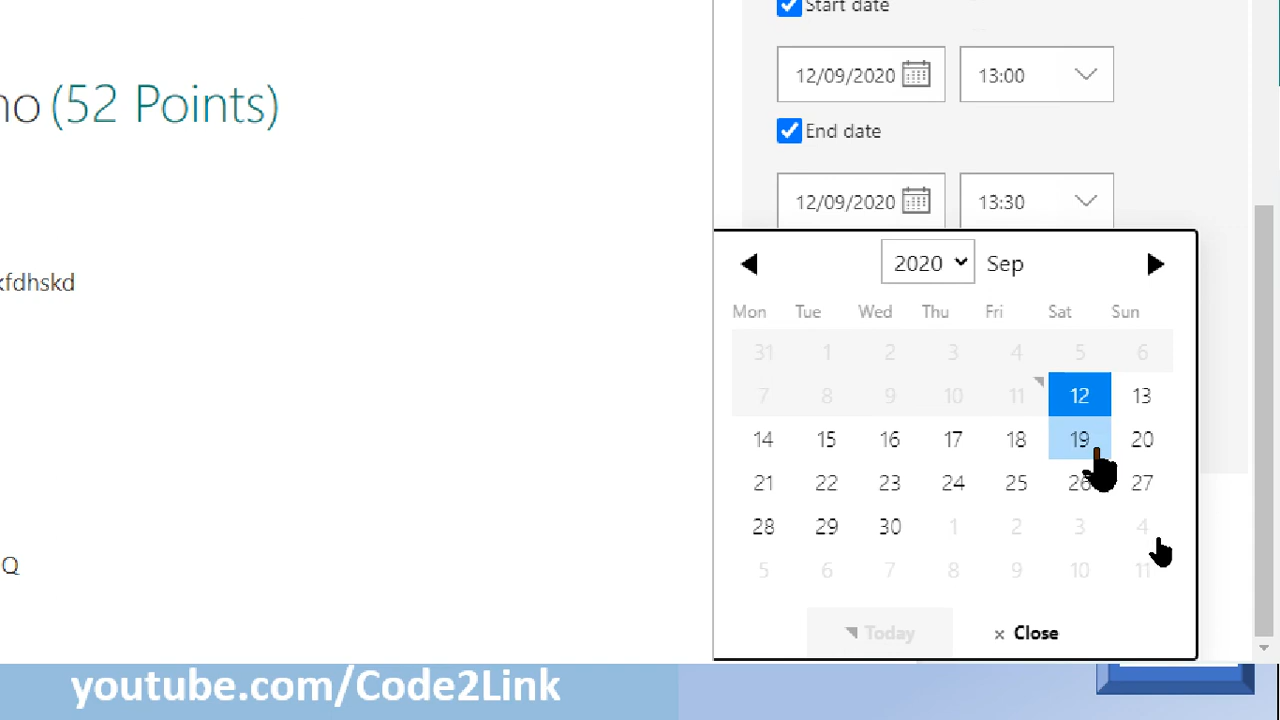 Start date
12/09/2020 13:00
no (52 Points)
End date
12/09/2020 13:30
2020 Sep
kfdhskd
Mon Tue Wed Thu Fri Sat Sun
31 1 2 3 4 5 6
7 8 9 10 11 12 13
14 15 16 17 18 19 20
21 22 23 24 25 26 27
28 29 30 1 2 3 4
Q
5 6 7 8 9 10 11
Today × Close
youtube.com/Code2Link